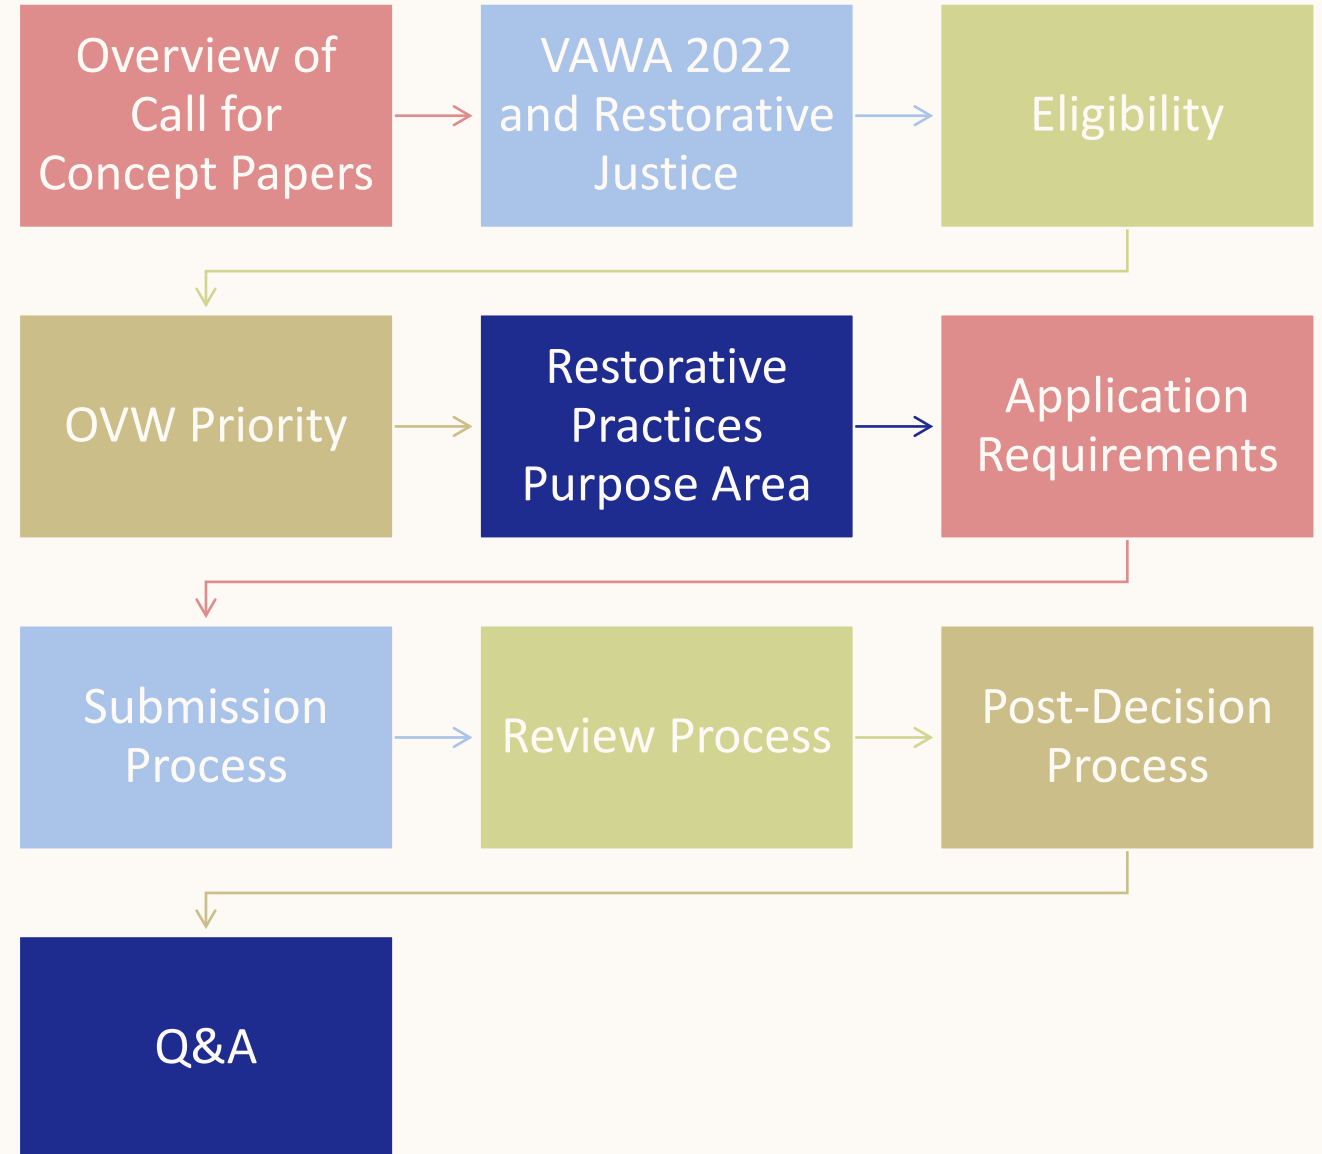 Overview of
Call for
Concept Papers
VAWA 2022
and Restorative
Justice
Eligibility
OVW Priority
Restorative
Practices
Purpose Area
Application
Requirements
Submission
Process
Review Process
Post-Decision
Process
Q&A